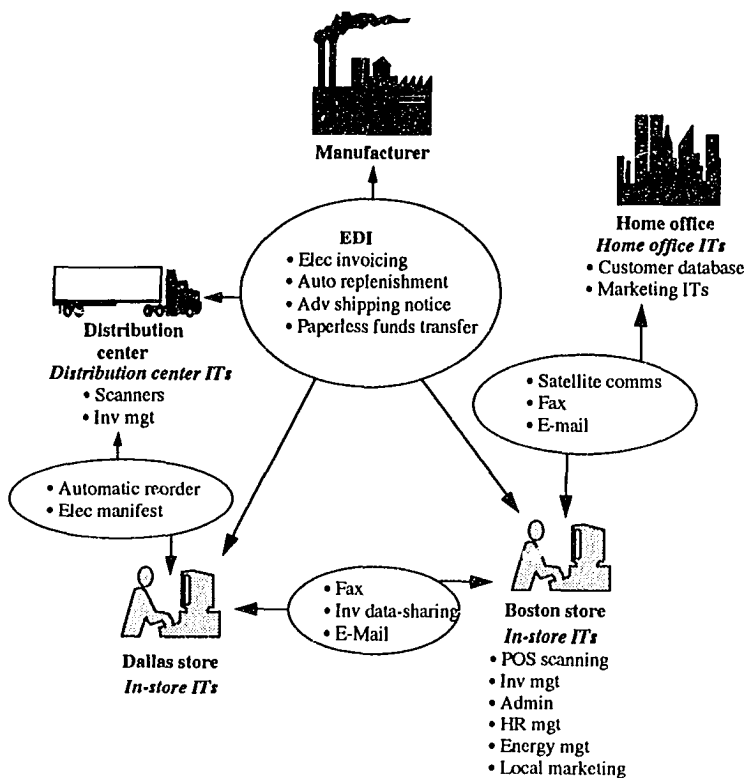 Manufacturer
Home office
Home office ITs
• Customer database
• Marketing ITs
EDI
• Elec invoicing
• Auto replenishment
• Adv shipping notice
• Paperless funds transfer
Distribution
center
Distribution center ITs
• Scanners
• Inv mgt
• Satellite comms
• Fax
• E-mail
• Automatic reorder
• Elec manifest
• Fax
• Inv data-sharing
• E-Mail
Dallas store
In-store ITs
Boston store
In-store ITs
• POS scanning
• Inv mgt
• Admin
• HR mgt
• Energy mgt
• Local marketing